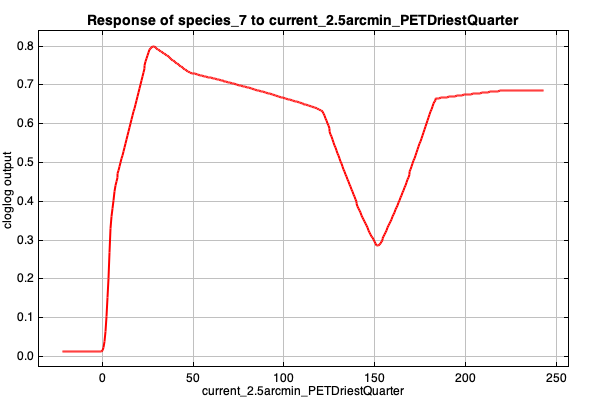 Response of species_7 to current_2.5arcmin_PETDriestQuarter
0.8
0.7
0.6
0.5
0.4
0.3
0.2
0.1
0.0
cloglog output
0 50 100 150 200 250
current_2.5arcmin_PETDriestQuarter